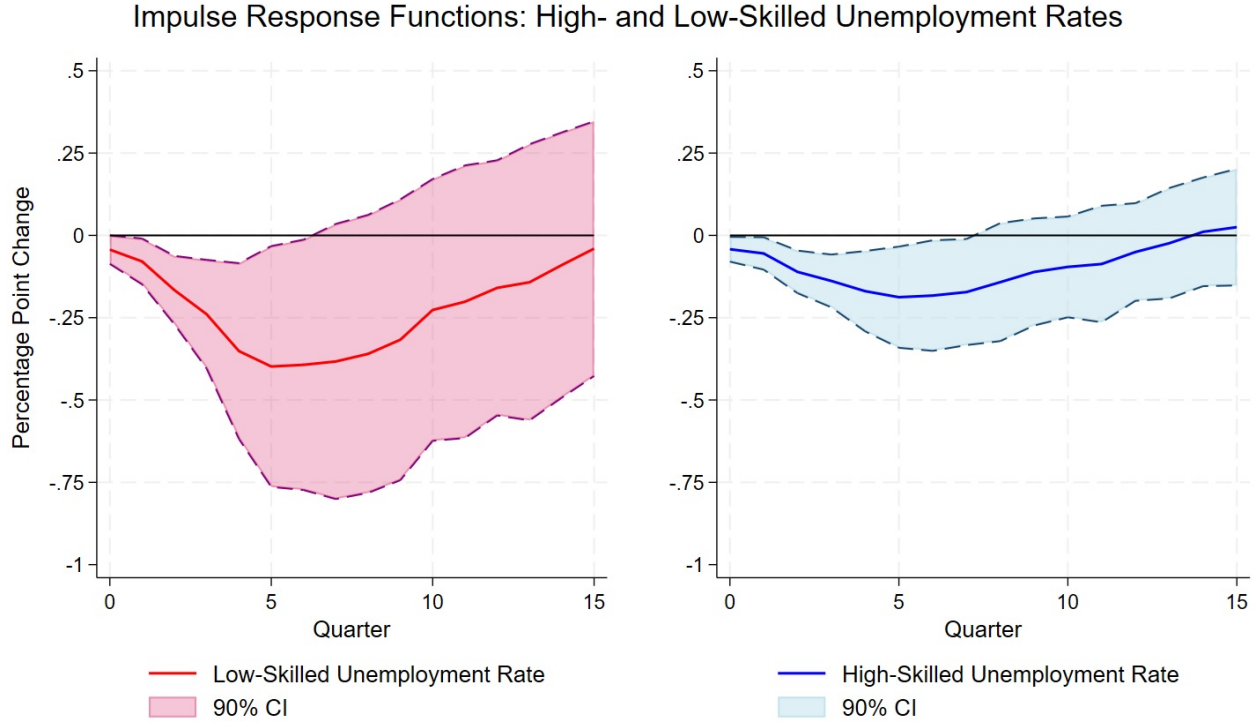 Impulse Response Functions: High- and Low-Skilled Unemployment Rates
Percentage Point Change
.5
.25
0
-.25
-.5
-.75
-1
0 5 10 15
Quarter
Low-Skilled Unemployment Rate
90% CI
.5
.25
0
-.25
-.5
-.75
-1
0 5 10 15
Quarter
High-Skilled Unemployment Rate
90% CI